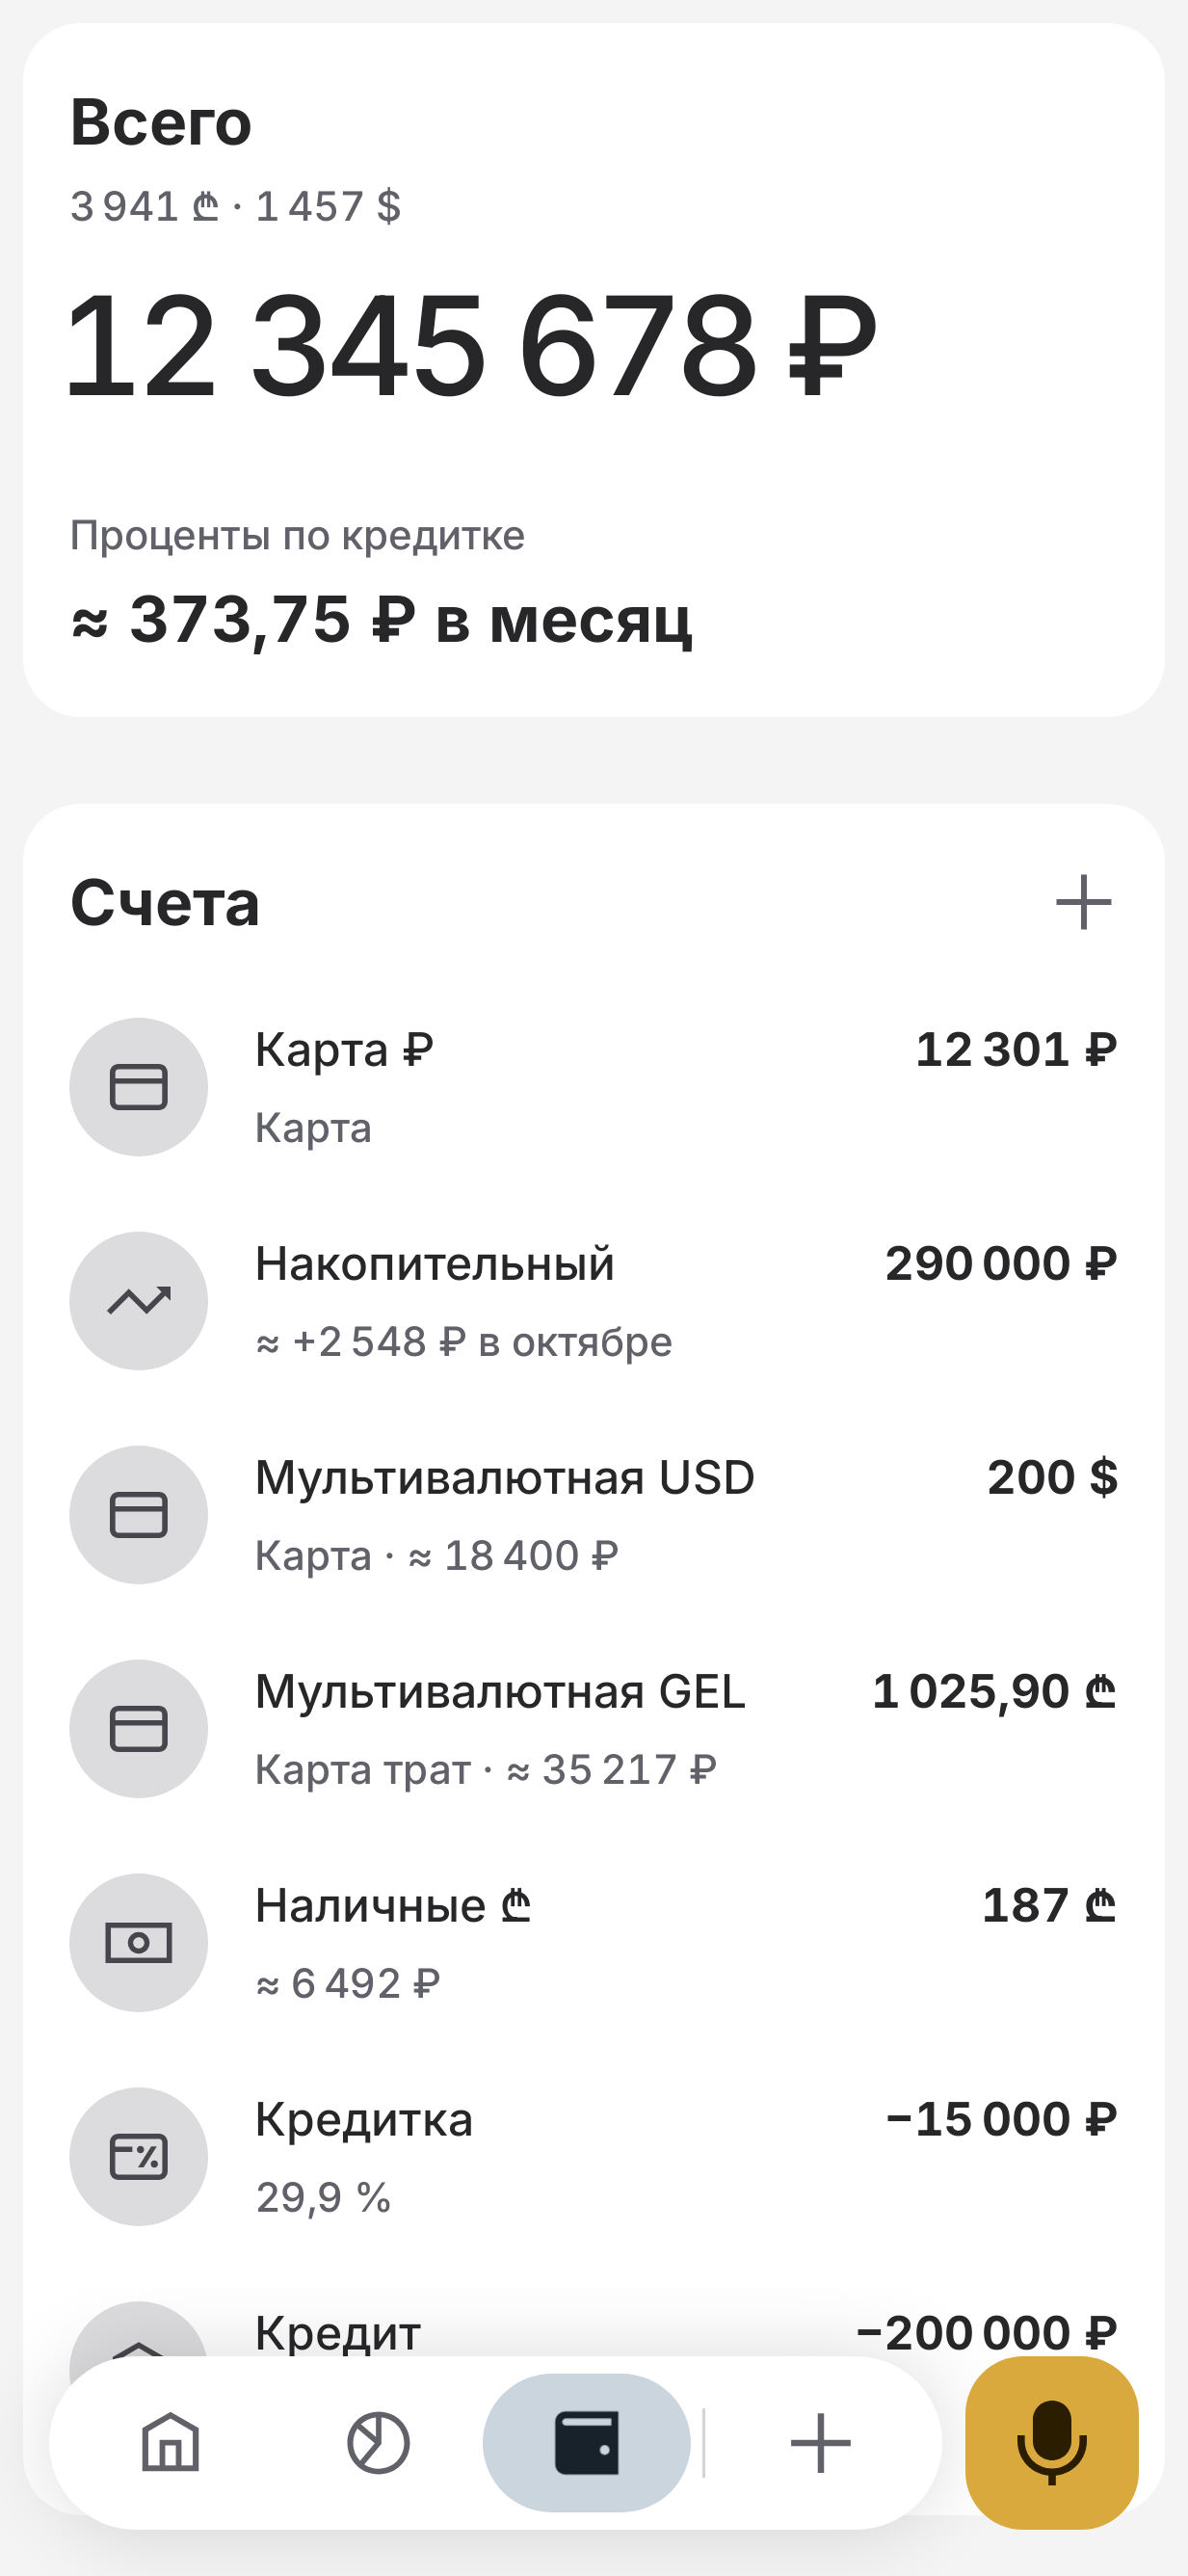 Всего
3 941 ₾ · 1 457 $
12 345 678 ₽
Проценты по кредитке
≈ 373,75 ₽ в месяц
Счета
Карта ₽ 12 301 ₽
Карта
Накопительный 290 000 ₽
≈ +2 548 ₽ в октябре
Мультивалютная USD 200 $
Карта · ≈ 18 400 ₽
Мультивалютная GEL 1 025,90 ₾
Карта трат · ≈ 35 217 ₽
Наличные ₾ 187 ₾
≈ 6 492 ₽
Кредитка −15 000 ₽
29,9 %
Кредит −200 000 ₽